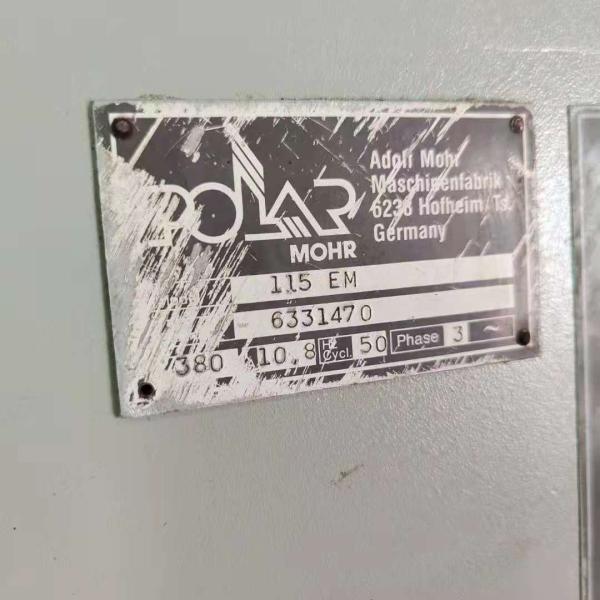 POLAR
MOHR
Adolf Mohr
Maschinenfabrik
6238 Hofheim/Ts.
Germany
115 EM
6331470
380 10.8 Hz Cycl. 50 Phase 3 ~